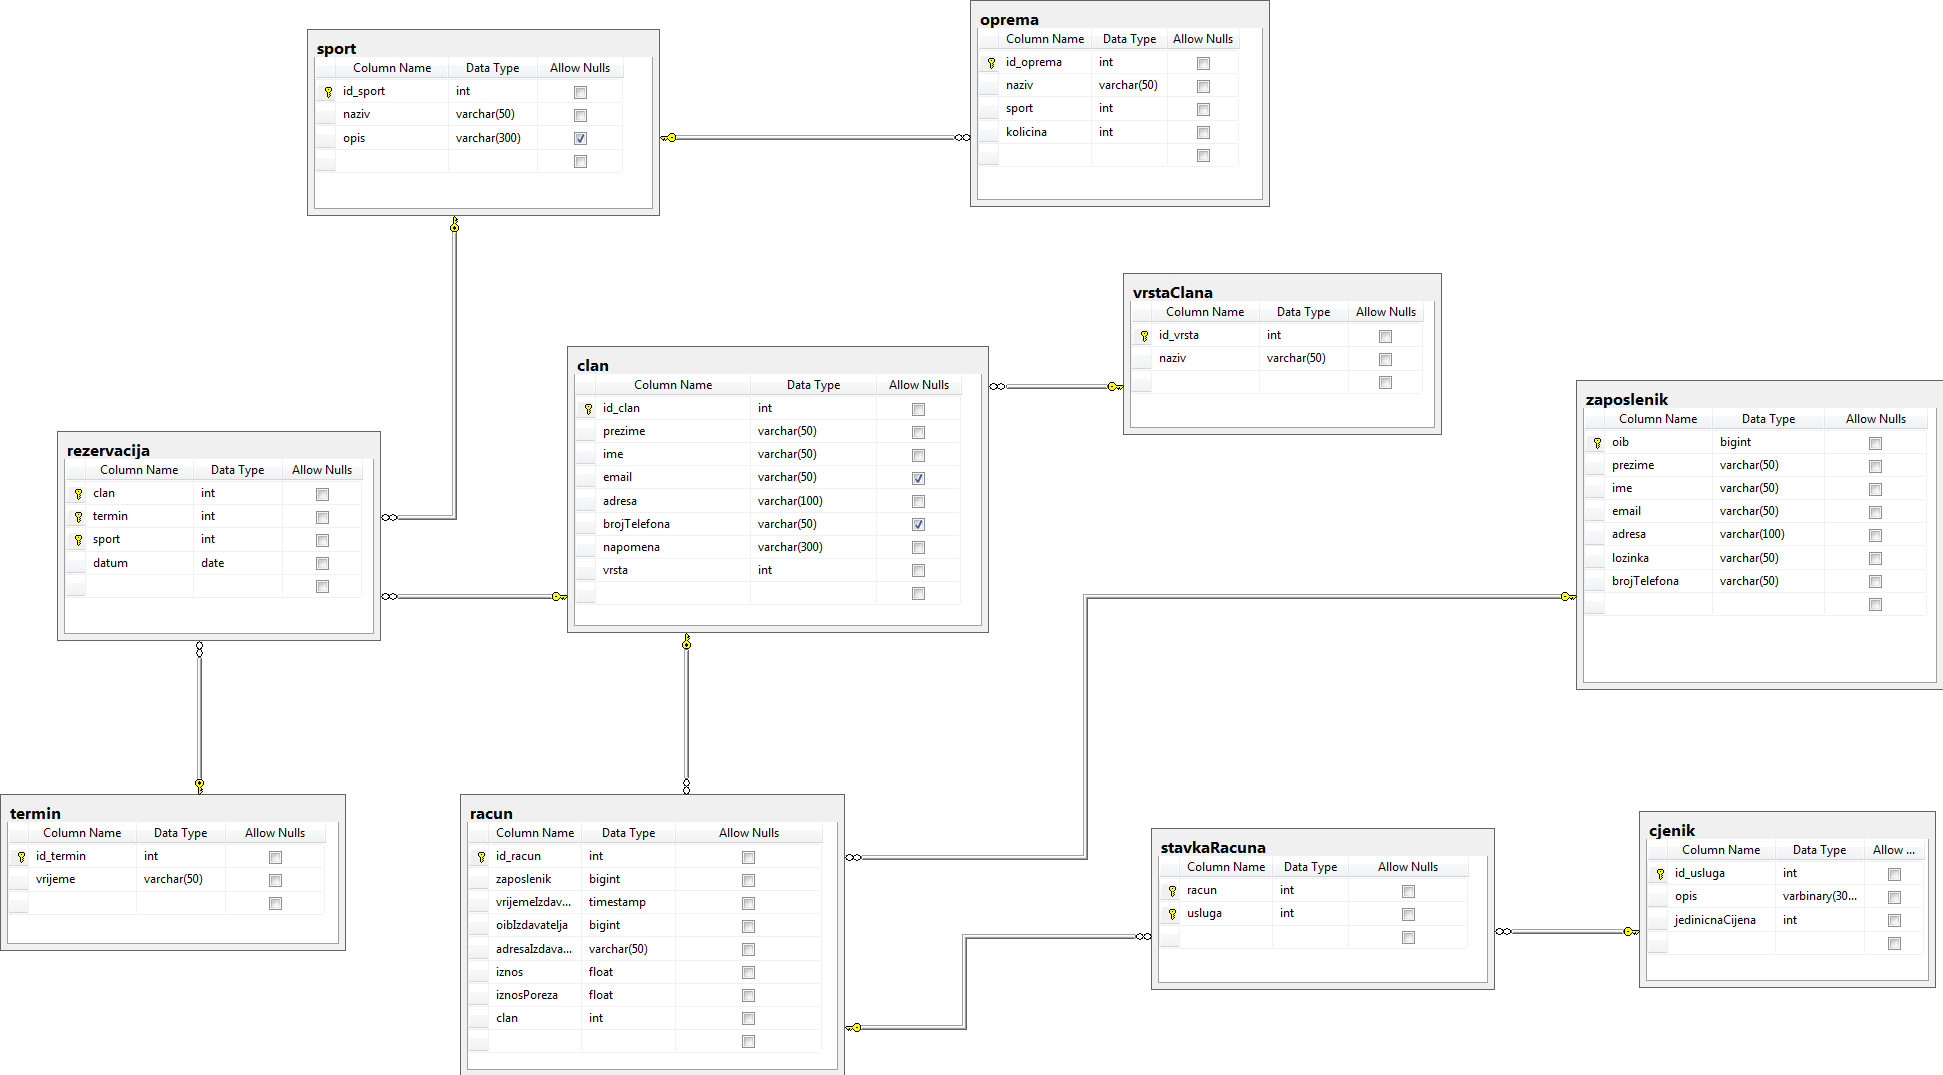 sport
Column Name Data Type Allow Nulls
id_sport int
naziv varchar(50)
opis varchar(300)
oprema
Column Name Data Type Allow Nulls
id_oprema int
naziv varchar(50)
sport int
kolicina int
vrstaClana
Column Name Data Type Allow Nulls
id_vrsta int
naziv varchar(50)
clan
Column Name Data Type Allow Nulls
id_clan int
prezime varchar(50)
ime varchar(50)
email varchar(50)
adresa varchar(100)
brojTelefona varchar(50)
napomena varchar(300)
vrsta int
zaposlenik
Column Name Data Type Allow Nulls
oib bigint
prezime varchar(50)
ime varchar(50)
email varchar(50)
adresa varchar(100)
lozinka varchar(50)
brojTelefona varchar(50)
rezervacija
Column Name Data Type Allow Nulls
clan int
termin int
sport int
datum date
termin
Column Name Data Type Allow Nulls
id_termin int
vrijeme varchar(50)
racun
Column Name Data Type Allow Nulls
id_racun int
zaposlenik bigint
vrijemeIzdav... timestamp
oibIzdavatelja bigint
adresaIzdava... varchar(50)
iznos float
iznosPoreza float
clan int
stavkaRacuna
Column Name Data Type Allow Nulls
racun int
usluga int
cjenik
Column Name Data Type Allow ...
id_usluga int
opis varbinary(30...
jedinicnaCijena int